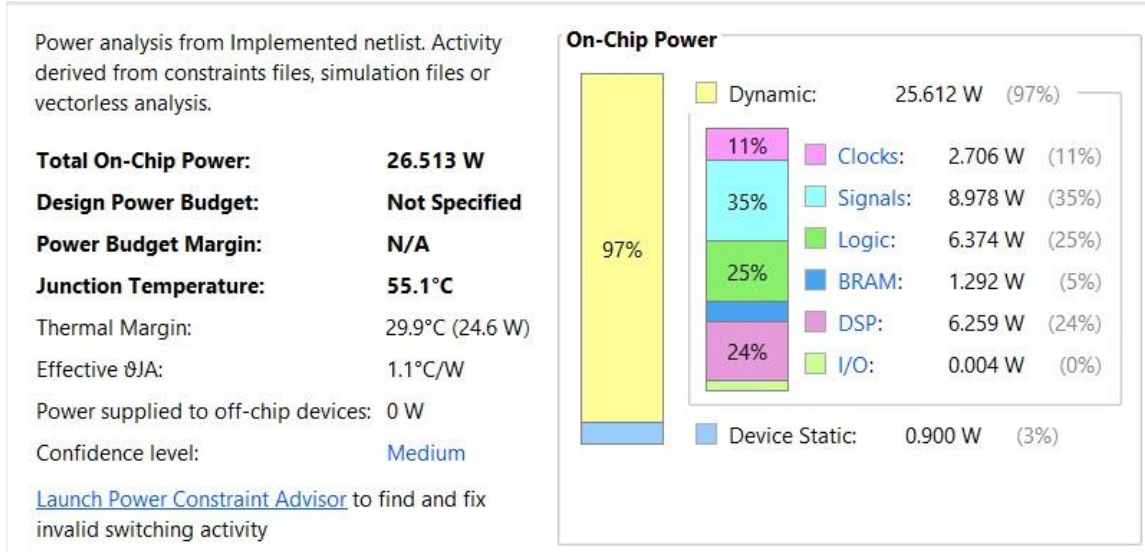 Power analysis from Implemented netlist. Activity
derived from constraints files, simulation files or
vectorless analysis.
Total On-Chip Power: 26.513 W
Design Power Budget: Not Specified
Power Budget Margin: N/A
Junction Temperature: 55.1°C
Thermal Margin: 29.9°C (24.6 W)
Effective ϑJA: 1.1°C/W
Power supplied to off-chip devices: 0 W
Confidence level: Medium
Launch Power Constraint Advisor to find and fix
invalid switching activity
On-Chip Power
97%
Dynamic: 25.612 W (97%)
11%
35%
25%
24%
Clocks: 2.706 W (11%)
Signals: 8.978 W (35%)
Logic: 6.374 W (25%)
BRAM: 1.292 W (5%)
DSP: 6.259 W (24%)
I/O: 0.004 W (0%)
Device Static: 0.900 W (3%)